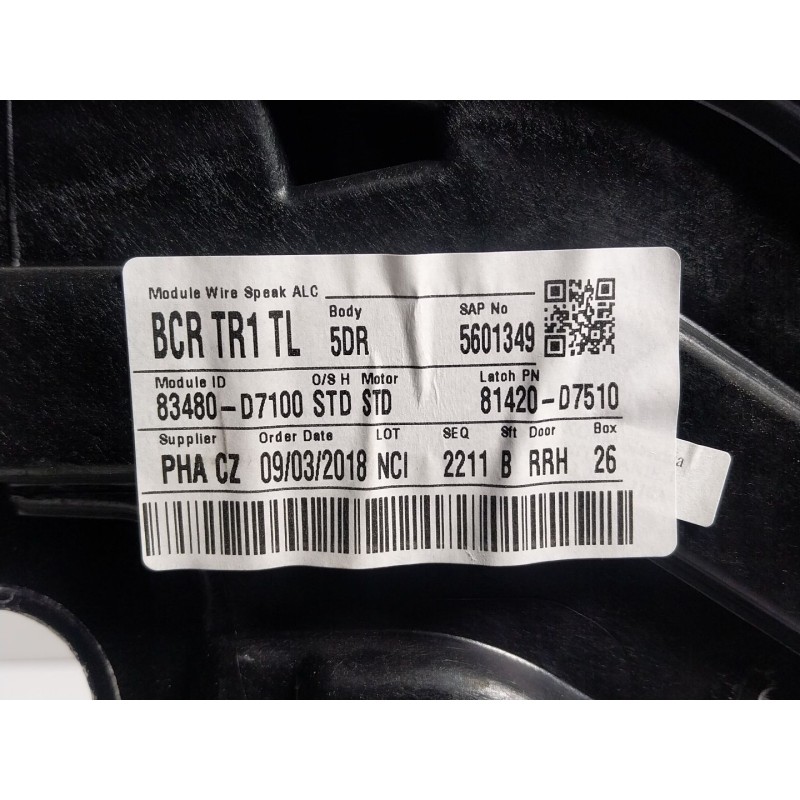 Module Wire Speak ALC
BCR TR1 TL
Body
5DR
SAP No
5601349
Module ID
O/S H Motor
Latch PN
83480-D7100 STD STD
81420-D7510
Supplier Order Date LOT SEQ Sft Door Box
PHA CZ 09/03/2018 NCI 2211 B RRH 26